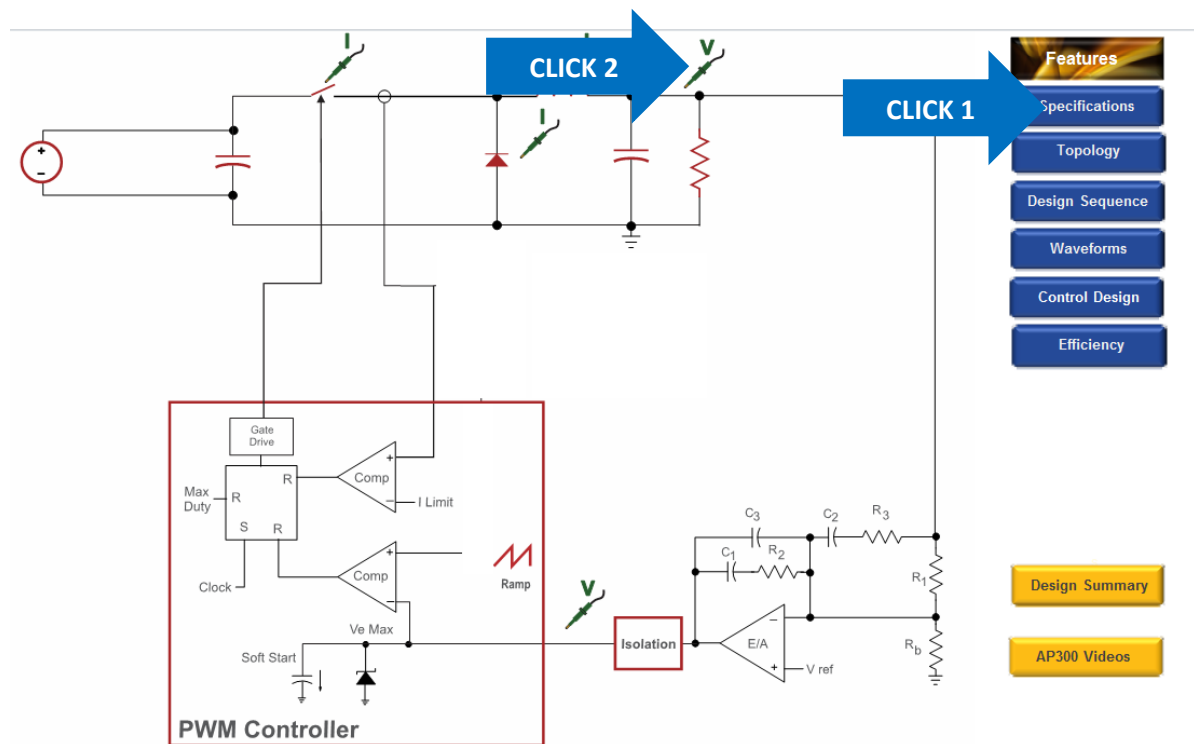 I
V
CLICK 2
CLICK 1
Features
Specifications
Topology
Design Sequence
Waveforms
Control Design
Efficiency
I
+
−
Gate
Drive
Max
Duty
R
R
S
R
Clock
+
Comp
−
I Limit
+
Comp
−
Ramp
Ve Max
Soft Start
PWM Controller
V
Isolation
C3
C2
R3
C1
R2
R1
Rb
−
E/A
+
V ref
Design Summary
AP300 Videos